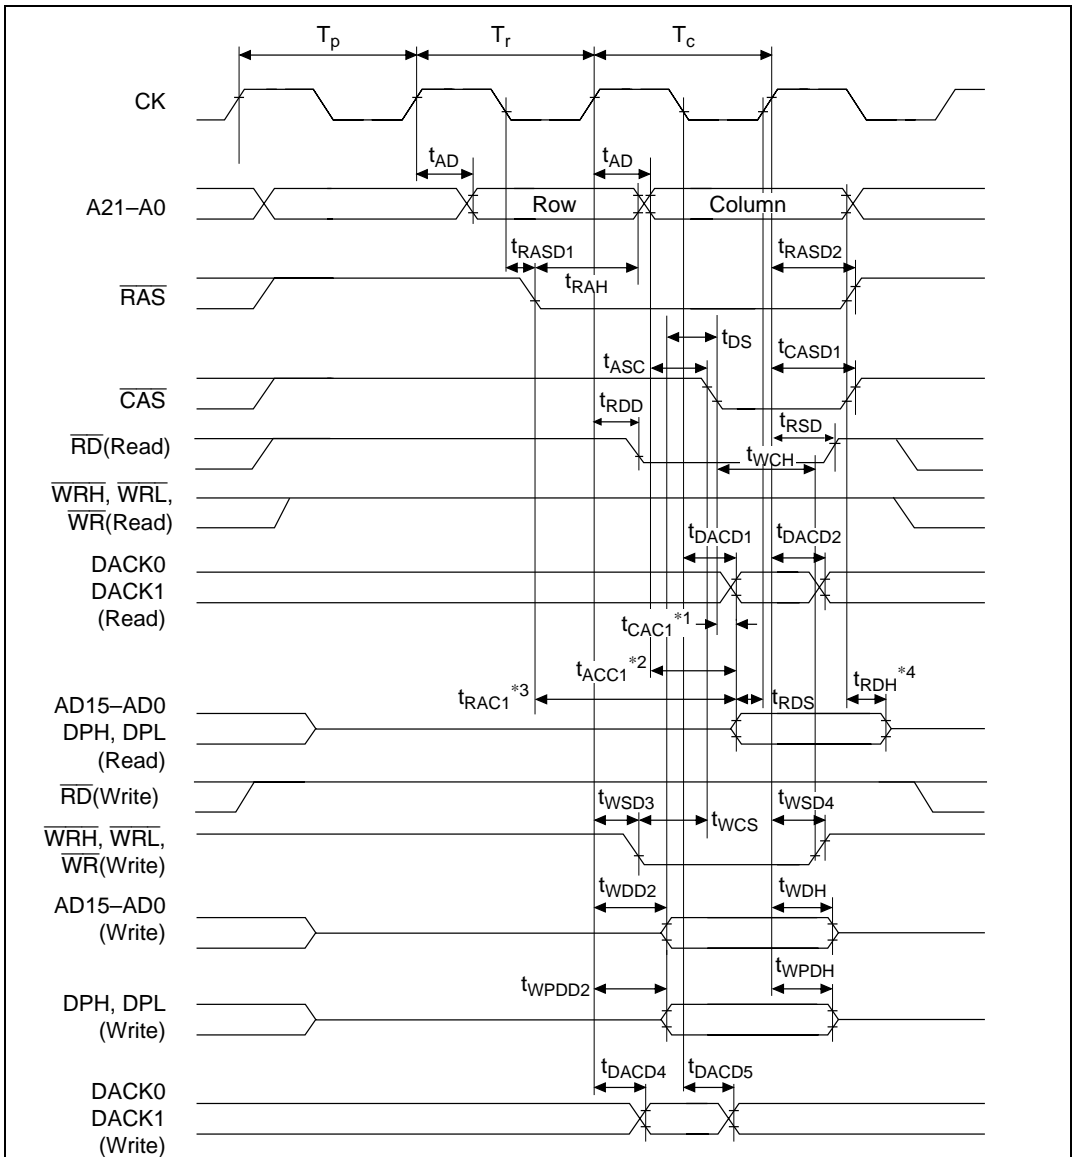 Tp Tr Tc
CK
tAD tAD
A21–A0 Row Column
tRASD1 tRASD2
tRAH
RAS
tDS
tASC tCASD1
CAS
tRDD tRSD
RD(Read)
tWCH
WRH, WRL,
WR(Read)
DACK0
DACK1
(Read)
tDACD1 tDACD2
tCAC1*1
tACC1*2
tRAC1*3 tRDS tRDH*4
AD15–AD0
DPH, DPL
(Read)
RD(Write)
tWSD3 tWCS tWSD4
WRH, WRL,
WR(Write)
tWDD2 tWDH
AD15–AD0
(Write)
tWPDD2 tWPDH
DPH, DPL
(Write)
tDACD4 tDACD5
DACK0
DACK1
(Write)